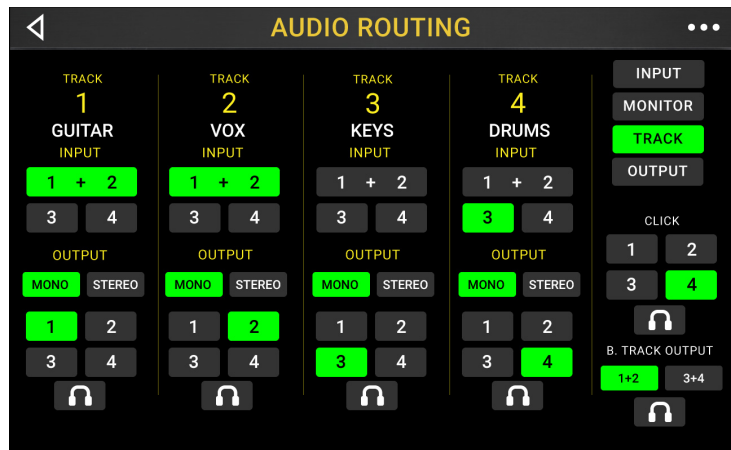 AUDIO ROUTING
TRACK
1
GUITAR
INPUT
1 + 2
3 4
OUTPUT
MONO STEREO
1 2
3 4
TRACK
2
VOX
INPUT
1 + 2
3 4
OUTPUT
MONO STEREO
1 2
3 4
TRACK
3
KEYS
INPUT
1 + 2
3 4
OUTPUT
MONO STEREO
1 2
3 4
TRACK
4
DRUMS
INPUT
1 + 2
3 4
OUTPUT
MONO STEREO
1 2
3 4
INPUT
MONITOR
TRACK
OUTPUT
CLICK
1 2
3 4
B. TRACK OUTPUT
1+2 3+4